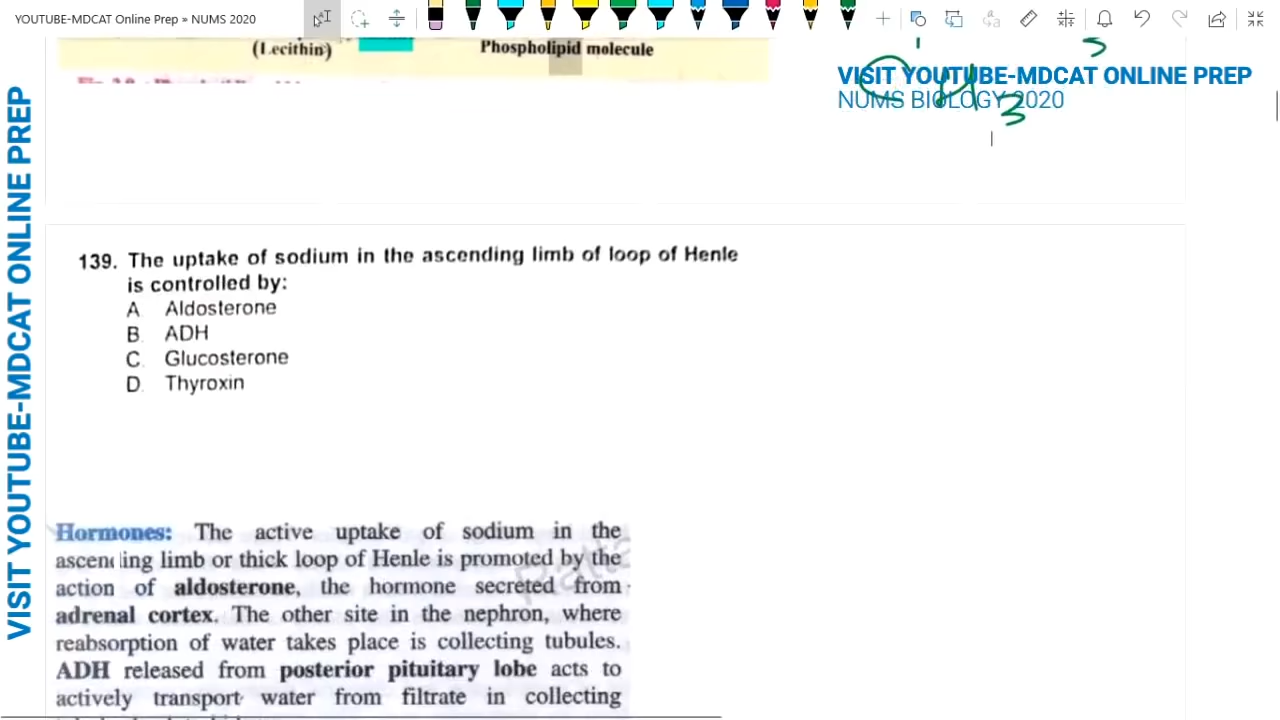 YOUTUBE-MDCAT Online Prep » NUMS 2020
(Lecithin)
Phospholipid molecule
VISIT YOUTUBE-MDCAT ONLINE PREP
NUMS BIOLOGY 2020
H
3
VISIT YOUTUBE-MDCAT ONLINE PREP
139. The uptake of sodium in the ascending limb of loop of Henle
is controlled by:
A Aldosterone
B. ADH
C. Glucosterone
D. Thyroxin
Hormones: The active uptake of sodium in the
ascending limb or thick loop of Henle is promoted by the
action of aldosterone, the hormone secreted from
adrenal cortex. The other site in the nephron, where
reabsorption of water takes place is collecting tubules.
ADH released from posterior pituitary lobe acts to
actively transport water from filtrate in collecting